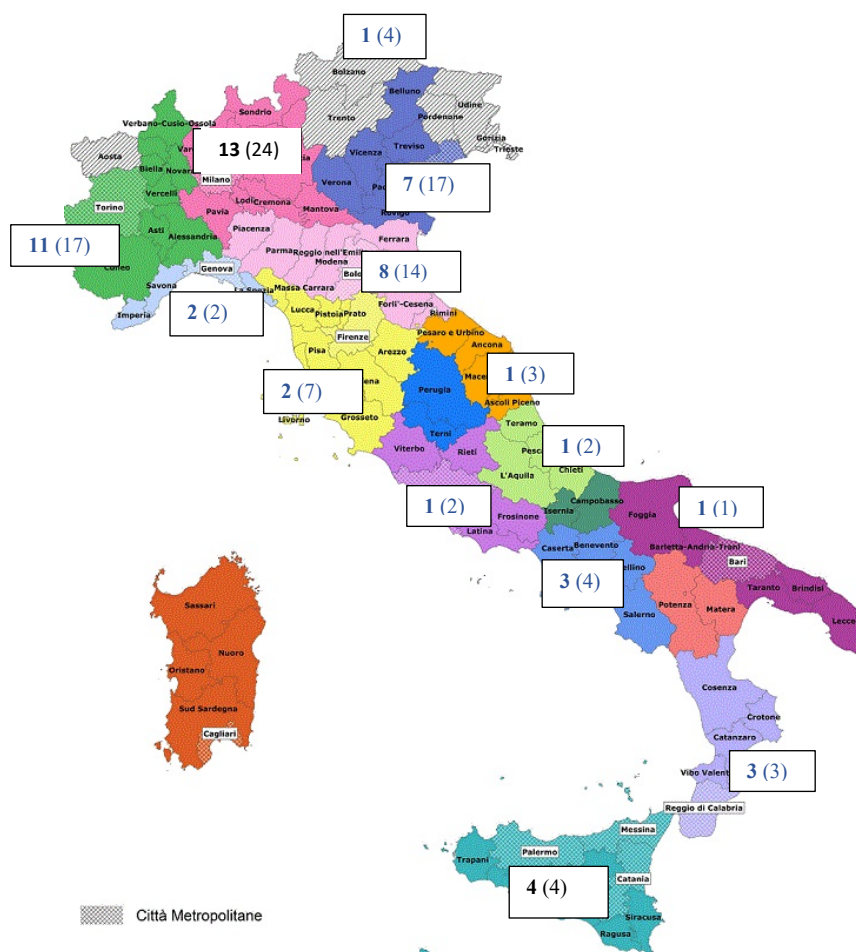 1 (4)
Bolzano
Belluno
Sondrio
Udine
Verbano-Cusio-Ossola
Trento
Pordenone
Gorizia
Trieste
13 (24)
Aosta
Vicenza
Treviso
Biella
Milano
Verona
7 (17)
Vercelli
Torino
Lodi
Cremona
Mantova
Pavia
Asti
Piacenza
Ferrara
11 (17)
Alessandria
Parma
Reggio nell'Emil
Modena
Cuneo
Genova
8 (14)
Savona
La Spezia
Massa Carrara
Imperia
2 (2)
Forli'-Cesena
Rimini
Lucca
Pistoia
Prato
Pesaro e Urbino
Firenze
Ancona
Pisa
Arezzo
1 (3)
2 (7)
Perugia
Ascoli Piceno
Livorno
Grosseto
Teramo
Terni
1 (2)
Viterbo
Rieti
L'Aquila
Chieti
1 (2)
Campobasso
Isernia
Foggia
1 (1)
Frosinone
Latina
Barletta-Andria-Trani
Caserta
Benevento
Bari
3 (4)
Taranto
Brindisi
Sassari
Potenza
Matera
Salerno
Lecce
Nuoro
Oristano
Cosenza
Sud Sardegna
Crotone
Cagliari
Catanzaro
3 (3)
Reggio di Calabria
Messina
Palermo
Trapani
4 (4)
Catania
Siracusa
Ragusa
Città Metropolitane